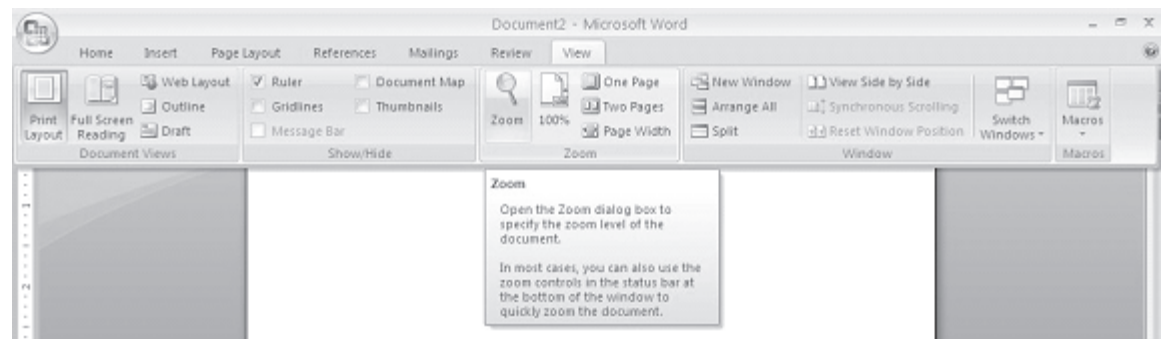 Document2 - Microsoft Word
Home Insert Page Layout References Mailings Review View
Print Layout
Full Screen Reading
Web Layout
Outline
Draft
Document Views
Ruler
Gridlines
Message Bar
Document Map
Thumbnails
Show/Hide
Zoom
100%
One Page
Two Pages
Page Width
Zoom
New Window
Arrange All
Split
View Side by Side
Synchronous Scrolling
Reset Window Position
Switch Windows
Window
Macros
Macros
Zoom
Open the Zoom dialog box to
specify the zoom level of the
document.
In most cases, you can also use the
zoom controls in the status bar at
the bottom of the window to
quickly zoom the document.
1
2